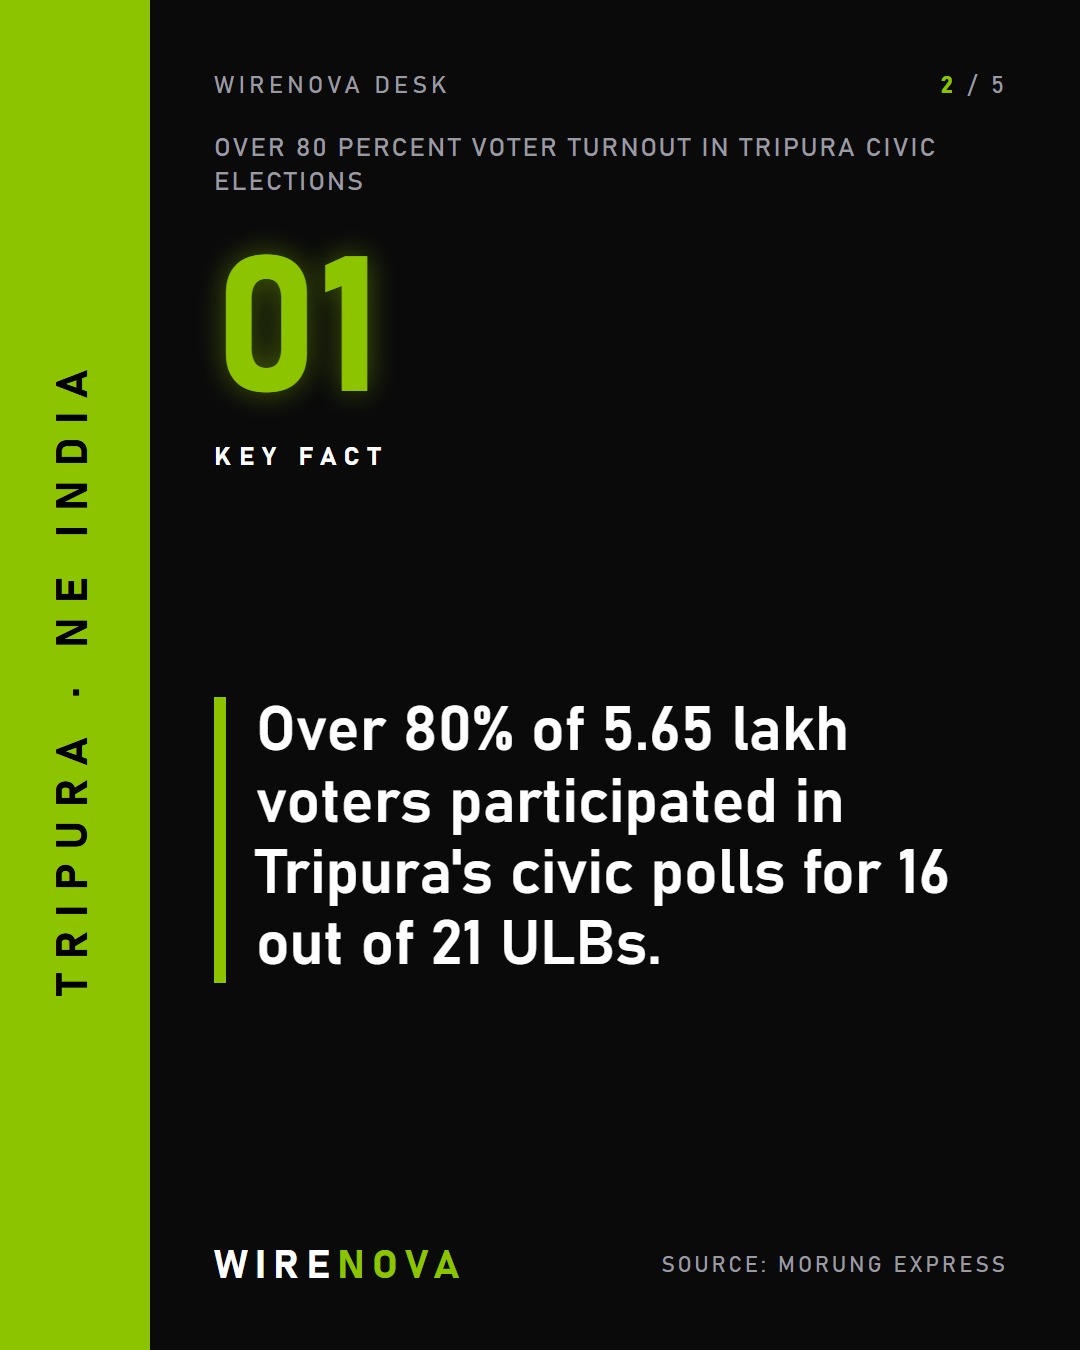 TRIPURA · NE INDIA
WIRENOVA DESK
2 / 5
OVER 80 PERCENT VOTER TURNOUT IN TRIPURA CIVIC
ELECTIONS
01
KEY FACT
Over 80% of 5.65 lakh
voters participated in
Tripura's civic polls for 16
out of 21 ULBs.
WIRENOVA
SOURCE: MORUNG EXPRESS